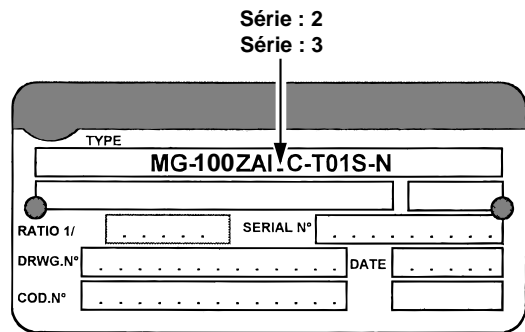 Série : 2
Série : 3
TYPE
MG-100ZAI.C-T01S-N
RATIO 1/ . . . . . SERIAL N° . . . . . . . .
DRWG.N° . . . . . . . . . . . . . DATE . . . .
COD.N° . . . . . . . . . . . . .